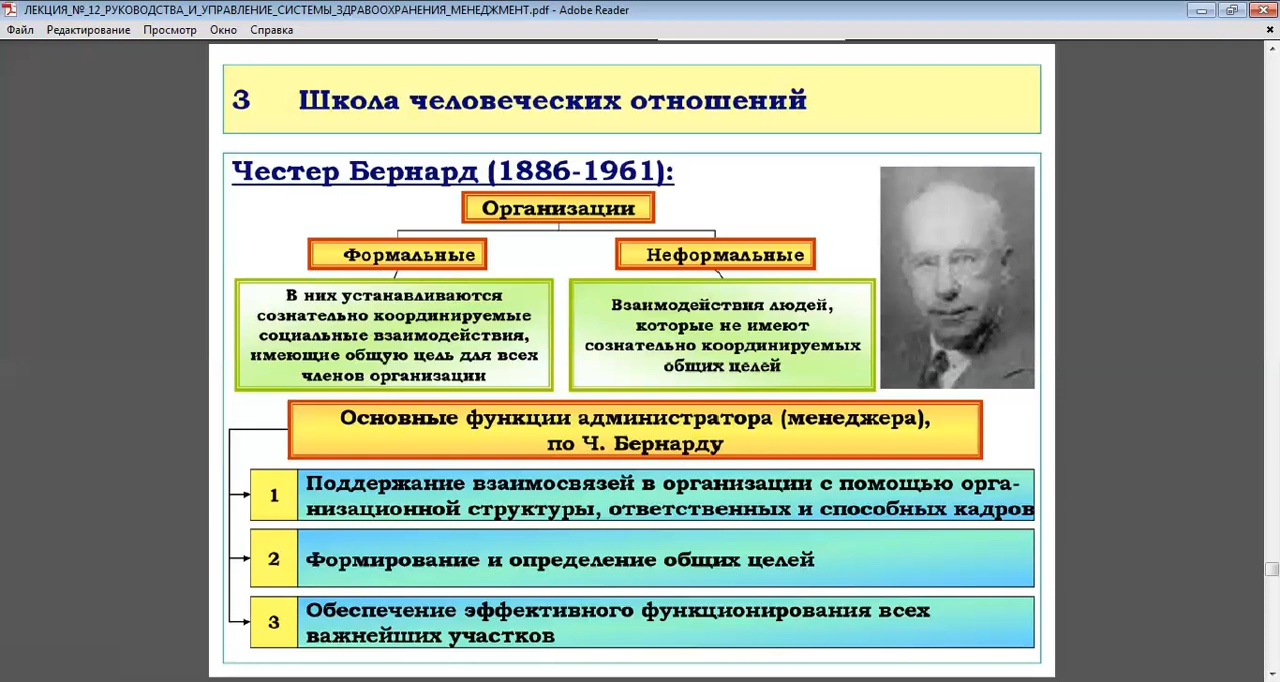 ЛЕКЦИЯ_№_12_РУКОВОДСТВА_И_УПРАВЛЕНИЕ_СИСТЕМЫ_ЗДРАВООХРАНЕНИЯ_МЕНЕДЖМЕНТ.pdf - Adobe Reader
Файл Редактирование Просмотр Окно Справка
3 Школа человеческих отношений
Честер Бернард (1886-1961):
Организации
Формальные
Неформальные
В них устанавливаются
сознательно координируемые
социальные взаимодействия,
имеющие общую цель для всех
членов организации
Взаимодействия людей,
которые не имеют
сознательно координируемых
общих целей
Основные функции администратора (менеджера),
по Ч. Бернарду
1
Поддержание взаимосвязей в организации с помощью орга-
низационной структуры, ответственных и способных кадров
2
Формирование и определение общих целей
3
Обеспечение эффективного функционирования всех
важнейших участков